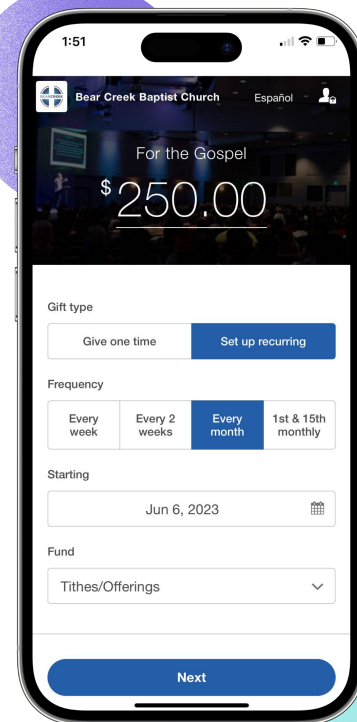 1:51
Bear Creek Baptist Church
Español
For the Gospel
$250.00
Gift type
Give one time
Set up recurring
Frequency
Every week
Every 2 weeks
Every month
1st & 15th monthly
Starting
Jun 6, 2023
Fund
Tithes/Offerings
Next